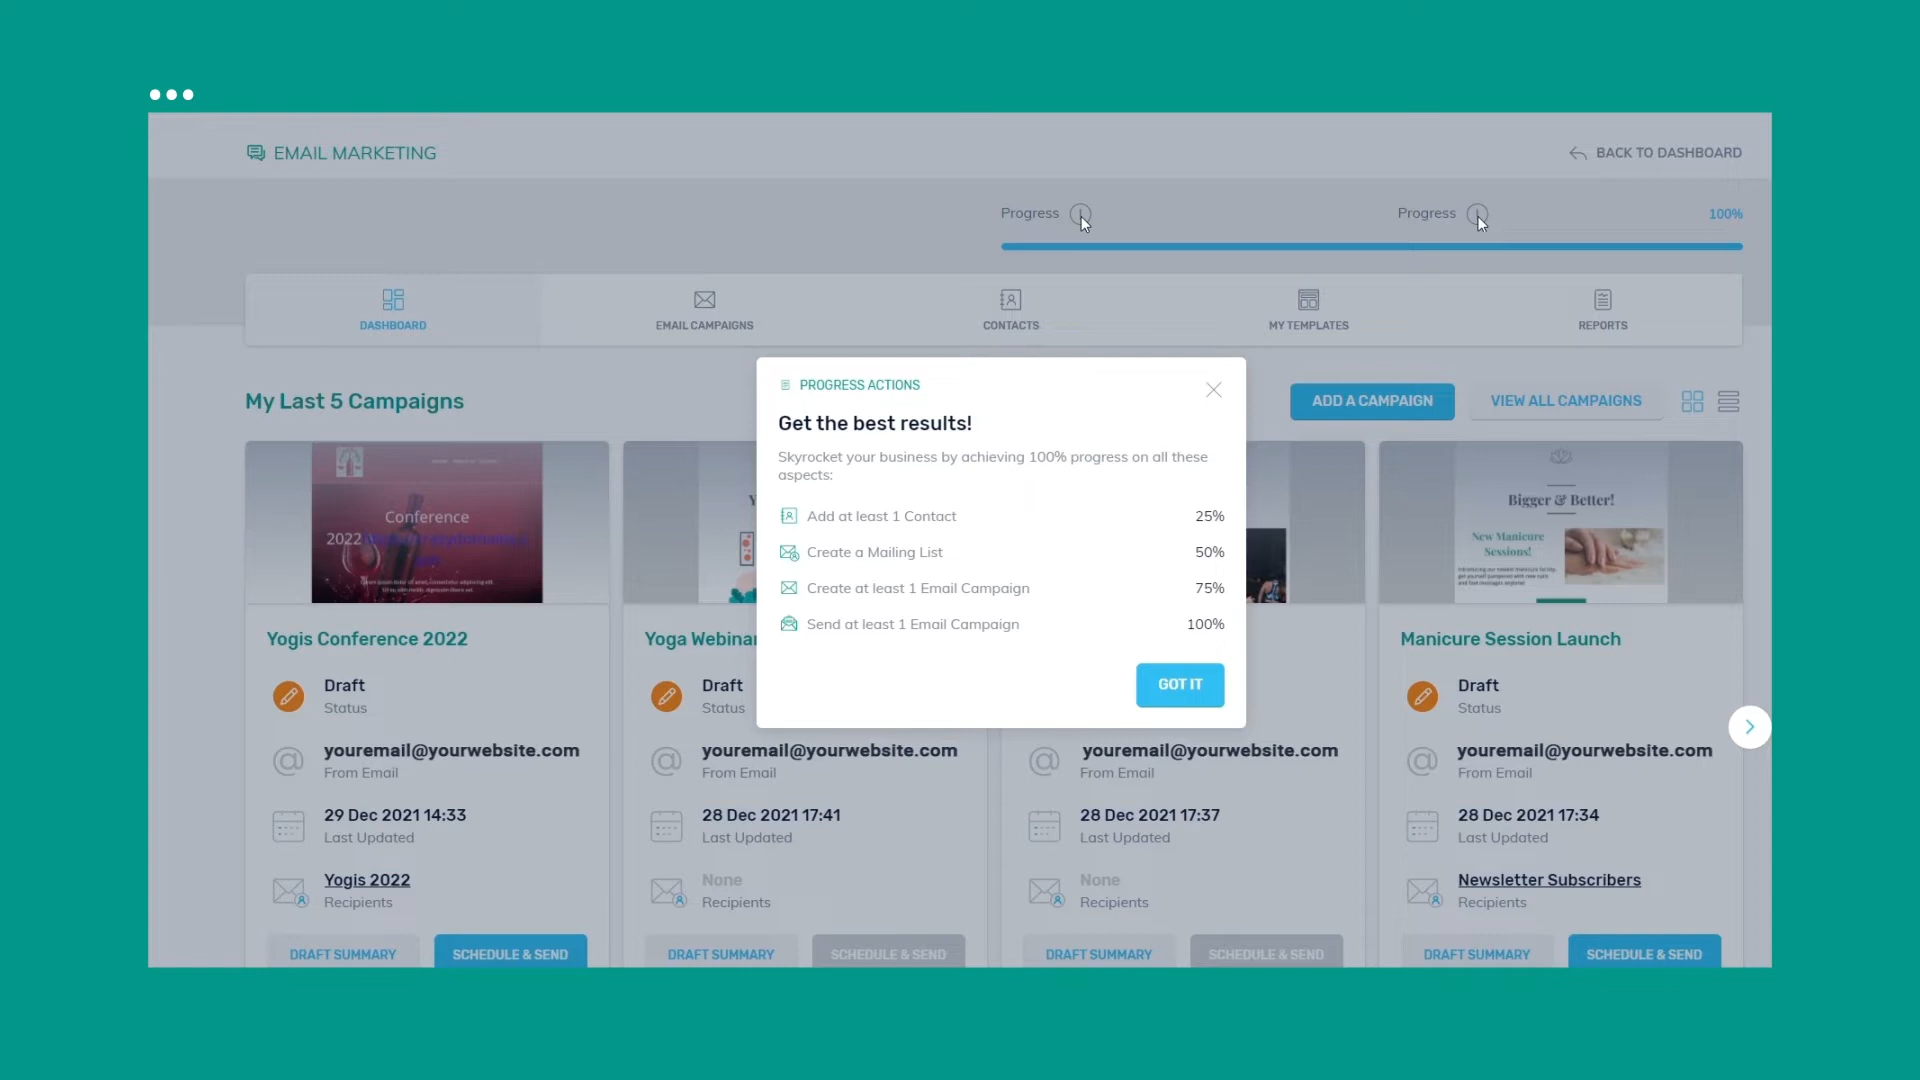 EMAIL MARKETING
BACK TO DASHBOARD
Progress
Progress
100%
DASHBOARD
EMAIL CAMPAIGNS
CONTACTS
MY TEMPLATES
REPORTS
My Last 5 Campaigns
ADD A CAMPAIGN
VIEW ALL CAMPAIGNS
PROGRESS ACTIONS
Get the best results!
Skyrocket your business by achieving 100% progress on all these
aspects:
Add at least 1 Contact 25%
Create a Mailing List 50%
Create at least 1 Email Campaign 75%
Send at least 1 Email Campaign 100%
GOT IT
Conference
2022
Yogis Conference 2022
Draft
Status
youremail@yourwebsite.com
From Email
29 Dec 2021 14:33
Last Updated
Yogis 2022
Recipients
DRAFT SUMMARY
SCHEDULE & SEND
Yoga Webinar
Draft
Status
youremail@yourwebsite.com
From Email
28 Dec 2021 17:41
Last Updated
None
Recipients
DRAFT SUMMARY
SCHEDULE & SEND
youremail@yourwebsite.com
From Email
28 Dec 2021 17:37
Last Updated
None
Recipients
DRAFT SUMMARY
SCHEDULE & SEND
Bigger & Better!
New Manicure
Sessions!
Manicure Session Launch
Draft
Status
youremail@yourwebsite.com
From Email
28 Dec 2021 17:34
Last Updated
Newsletter Subscribers
Recipients
DRAFT SUMMARY
SCHEDULE & SEND